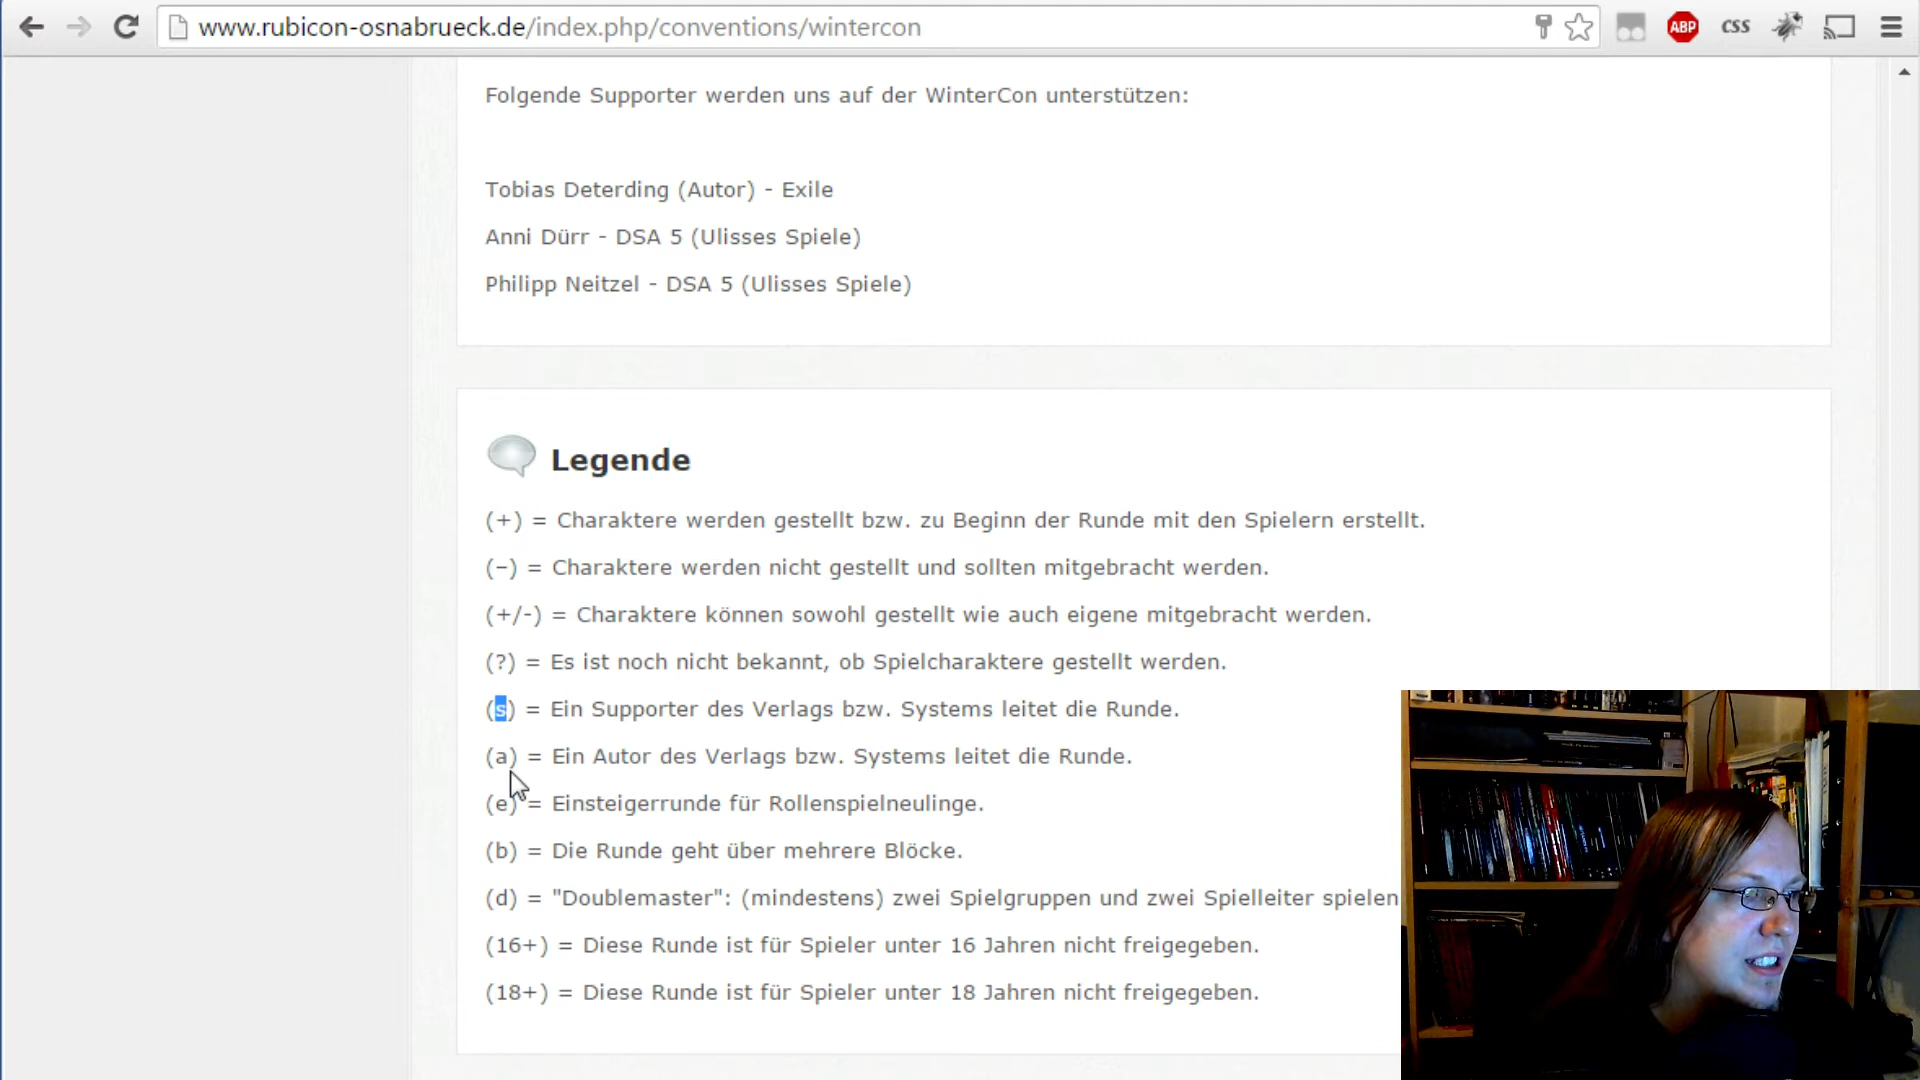 www.rubicon-osnabrueck.de/index.php/conventions/wintercon
ABP
CSS
Folgende Supporter werden uns auf der WinterCon unterstützen:
Tobias Deterding (Autor) - Exile
Anni Dürr - DSA 5 (Ulisses Spiele)
Philipp Neitzel - DSA 5 (Ulisses Spiele)
Legende
(+) = Charaktere werden gestellt bzw. zu Beginn der Runde mit den Spielern erstellt.
(−) = Charaktere werden nicht gestellt und sollten mitgebracht werden.
(+/-) = Charaktere können sowohl gestellt wie auch eigene mitgebracht werden.
(?) = Es ist noch nicht bekannt, ob Spielcharaktere gestellt werden.
(s) = Ein Supporter des Verlags bzw. Systems leitet die Runde.
(a) = Ein Autor des Verlags bzw. Systems leitet die Runde.
(e) = Einsteigerrunde für Rollenspielneulinge.
(b) = Die Runde geht über mehrere Blöcke.
(d) = "Doublemaster": (mindestens) zwei Spielgruppen und zwei Spielleiter spielen
(16+) = Diese Runde ist für Spieler unter 16 Jahren nicht freigegeben.
(18+) = Diese Runde ist für Spieler unter 18 Jahren nicht freigegeben.